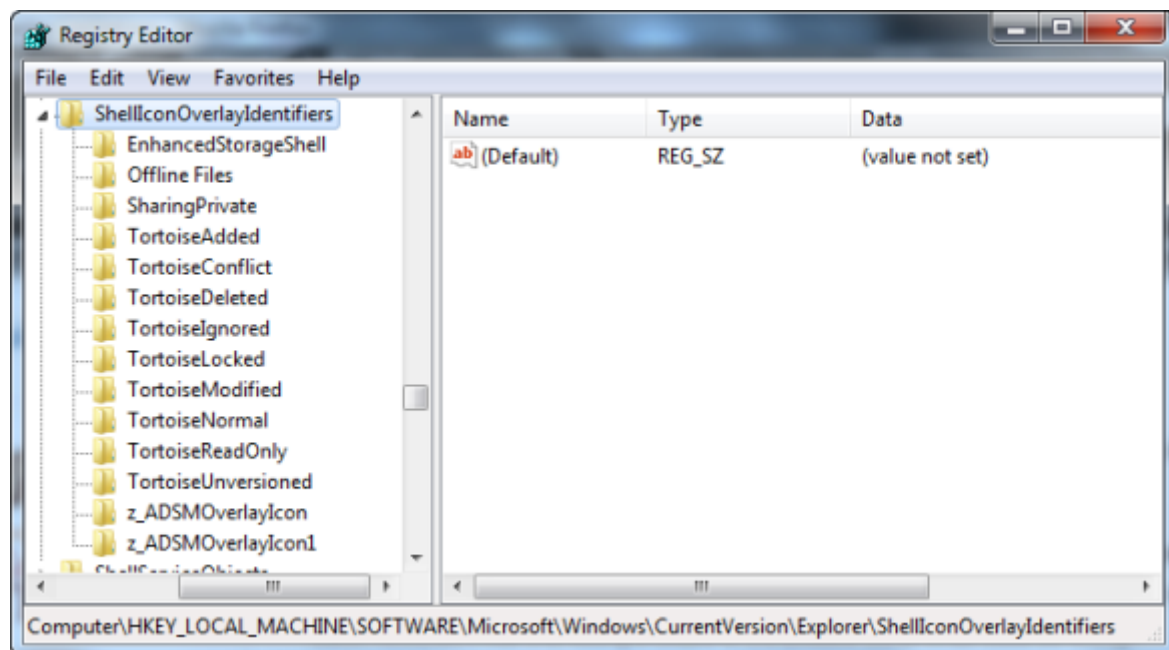 Registry Editor
File Edit View Favorites Help
ShellIconOverlayIdentifiers
EnhancedStorageShell
Offline Files
SharingPrivate
TortoiseAdded
TortoiseConflict
TortoiseDeleted
TortoiseIgnored
TortoiseLocked
TortoiseModified
TortoiseNormal
TortoiseReadOnly
TortoiseUnversioned
z_ADSMOverlayIcon
z_ADSMOverlayIcon1
Name Type Data
ab (Default) REG_SZ (value not set)
Computer\HKEY_LOCAL_MACHINE\SOFTWARE\Microsoft\Windows\CurrentVersion\Explorer\ShellIconOverlayIdentifiers